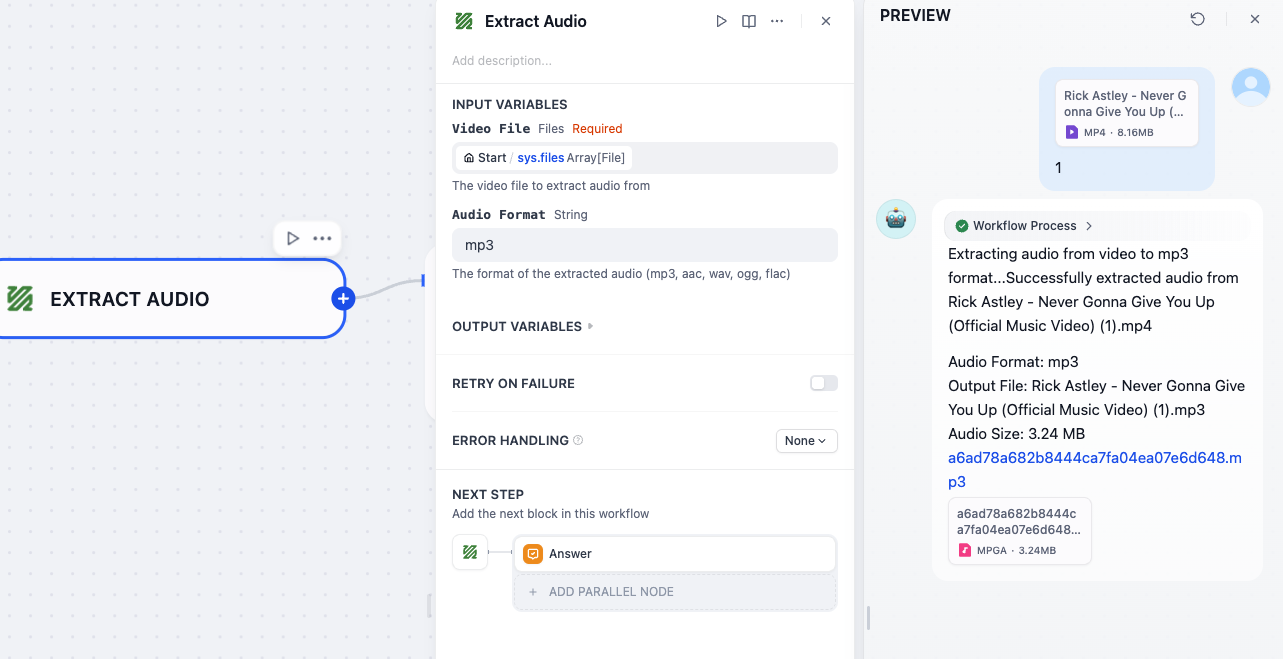 EXTRACT AUDIO
Extract Audio
Add description...
INPUT VARIABLES
Video File Files Required
Start / sys.files Array[File]
The video file to extract audio from
Audio Format String
mp3
The format of the extracted audio (mp3, aac, wav, ogg, flac)
OUTPUT VARIABLES
RETRY ON FAILURE
ERROR HANDLING
None
NEXT STEP
Add the next block in this workflow
Answer
+ ADD PARALLEL NODE
PREVIEW
Rick Astley - Never G
onna Give You Up (...
MP4 · 8.16MB
1
Workflow Process
Extracting audio from video to mp3
format...Successfully extracted audio from
Rick Astley - Never Gonna Give You Up
(Official Music Video) (1).mp4
Audio Format: mp3
Output File: Rick Astley - Never Gonna Give
You Up (Official Music Video) (1).mp3
Audio Size: 3.24 MB
a6ad78a682b8444ca7fa04ea07e6d648.m
p3
a6ad78a682b8444c
a7fa04ea07e6d648...
MPGA · 3.24MB